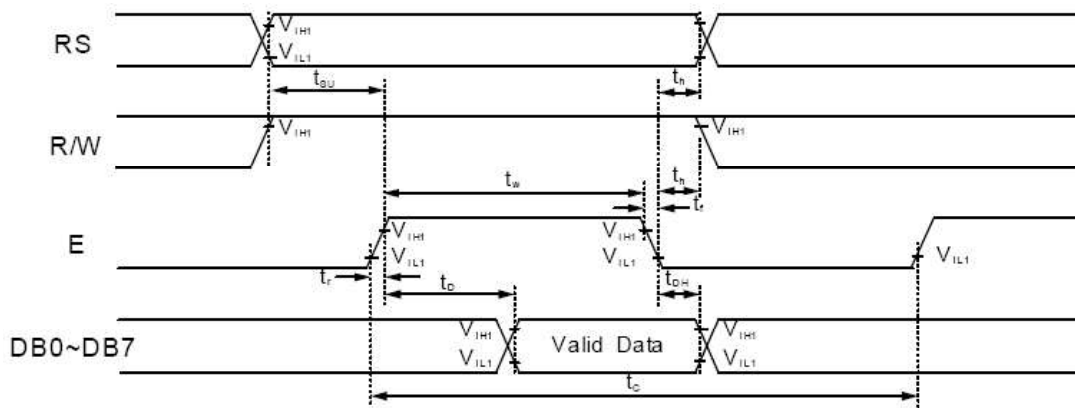 RS
V_IH1
V_IL1
t_SU
t_h
R/W
V_IH1
V_IH1
t_w
t_h
t_f
E
V_IH1
V_IL1
V_IH1
V_IL1
V_IL1
t_r
t_D
t_DH
DB0~DB7
V_IH1
V_IL1
Valid Data
V_IH1
V_IL1
t_C